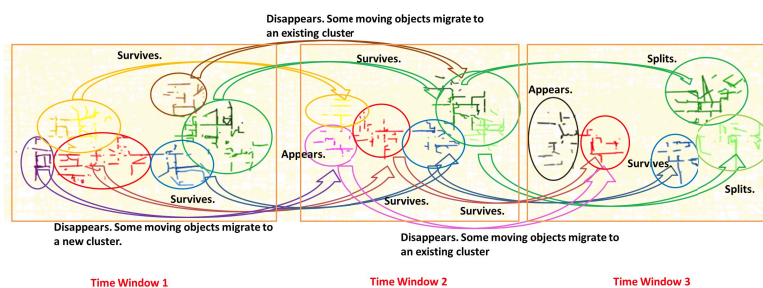 Disappears. Some moving objects migrate to
an existing cluster
Survives.
Survives.
Splits.
Appears.
Appears.
Survives.
Survives.
Survives.
Survives.
Splits.
Disappears. Some moving objects migrate to
a new cluster.
Disappears. Some moving objects migrate to
an existing cluster
Time Window 1
Time Window 2
Time Window 3